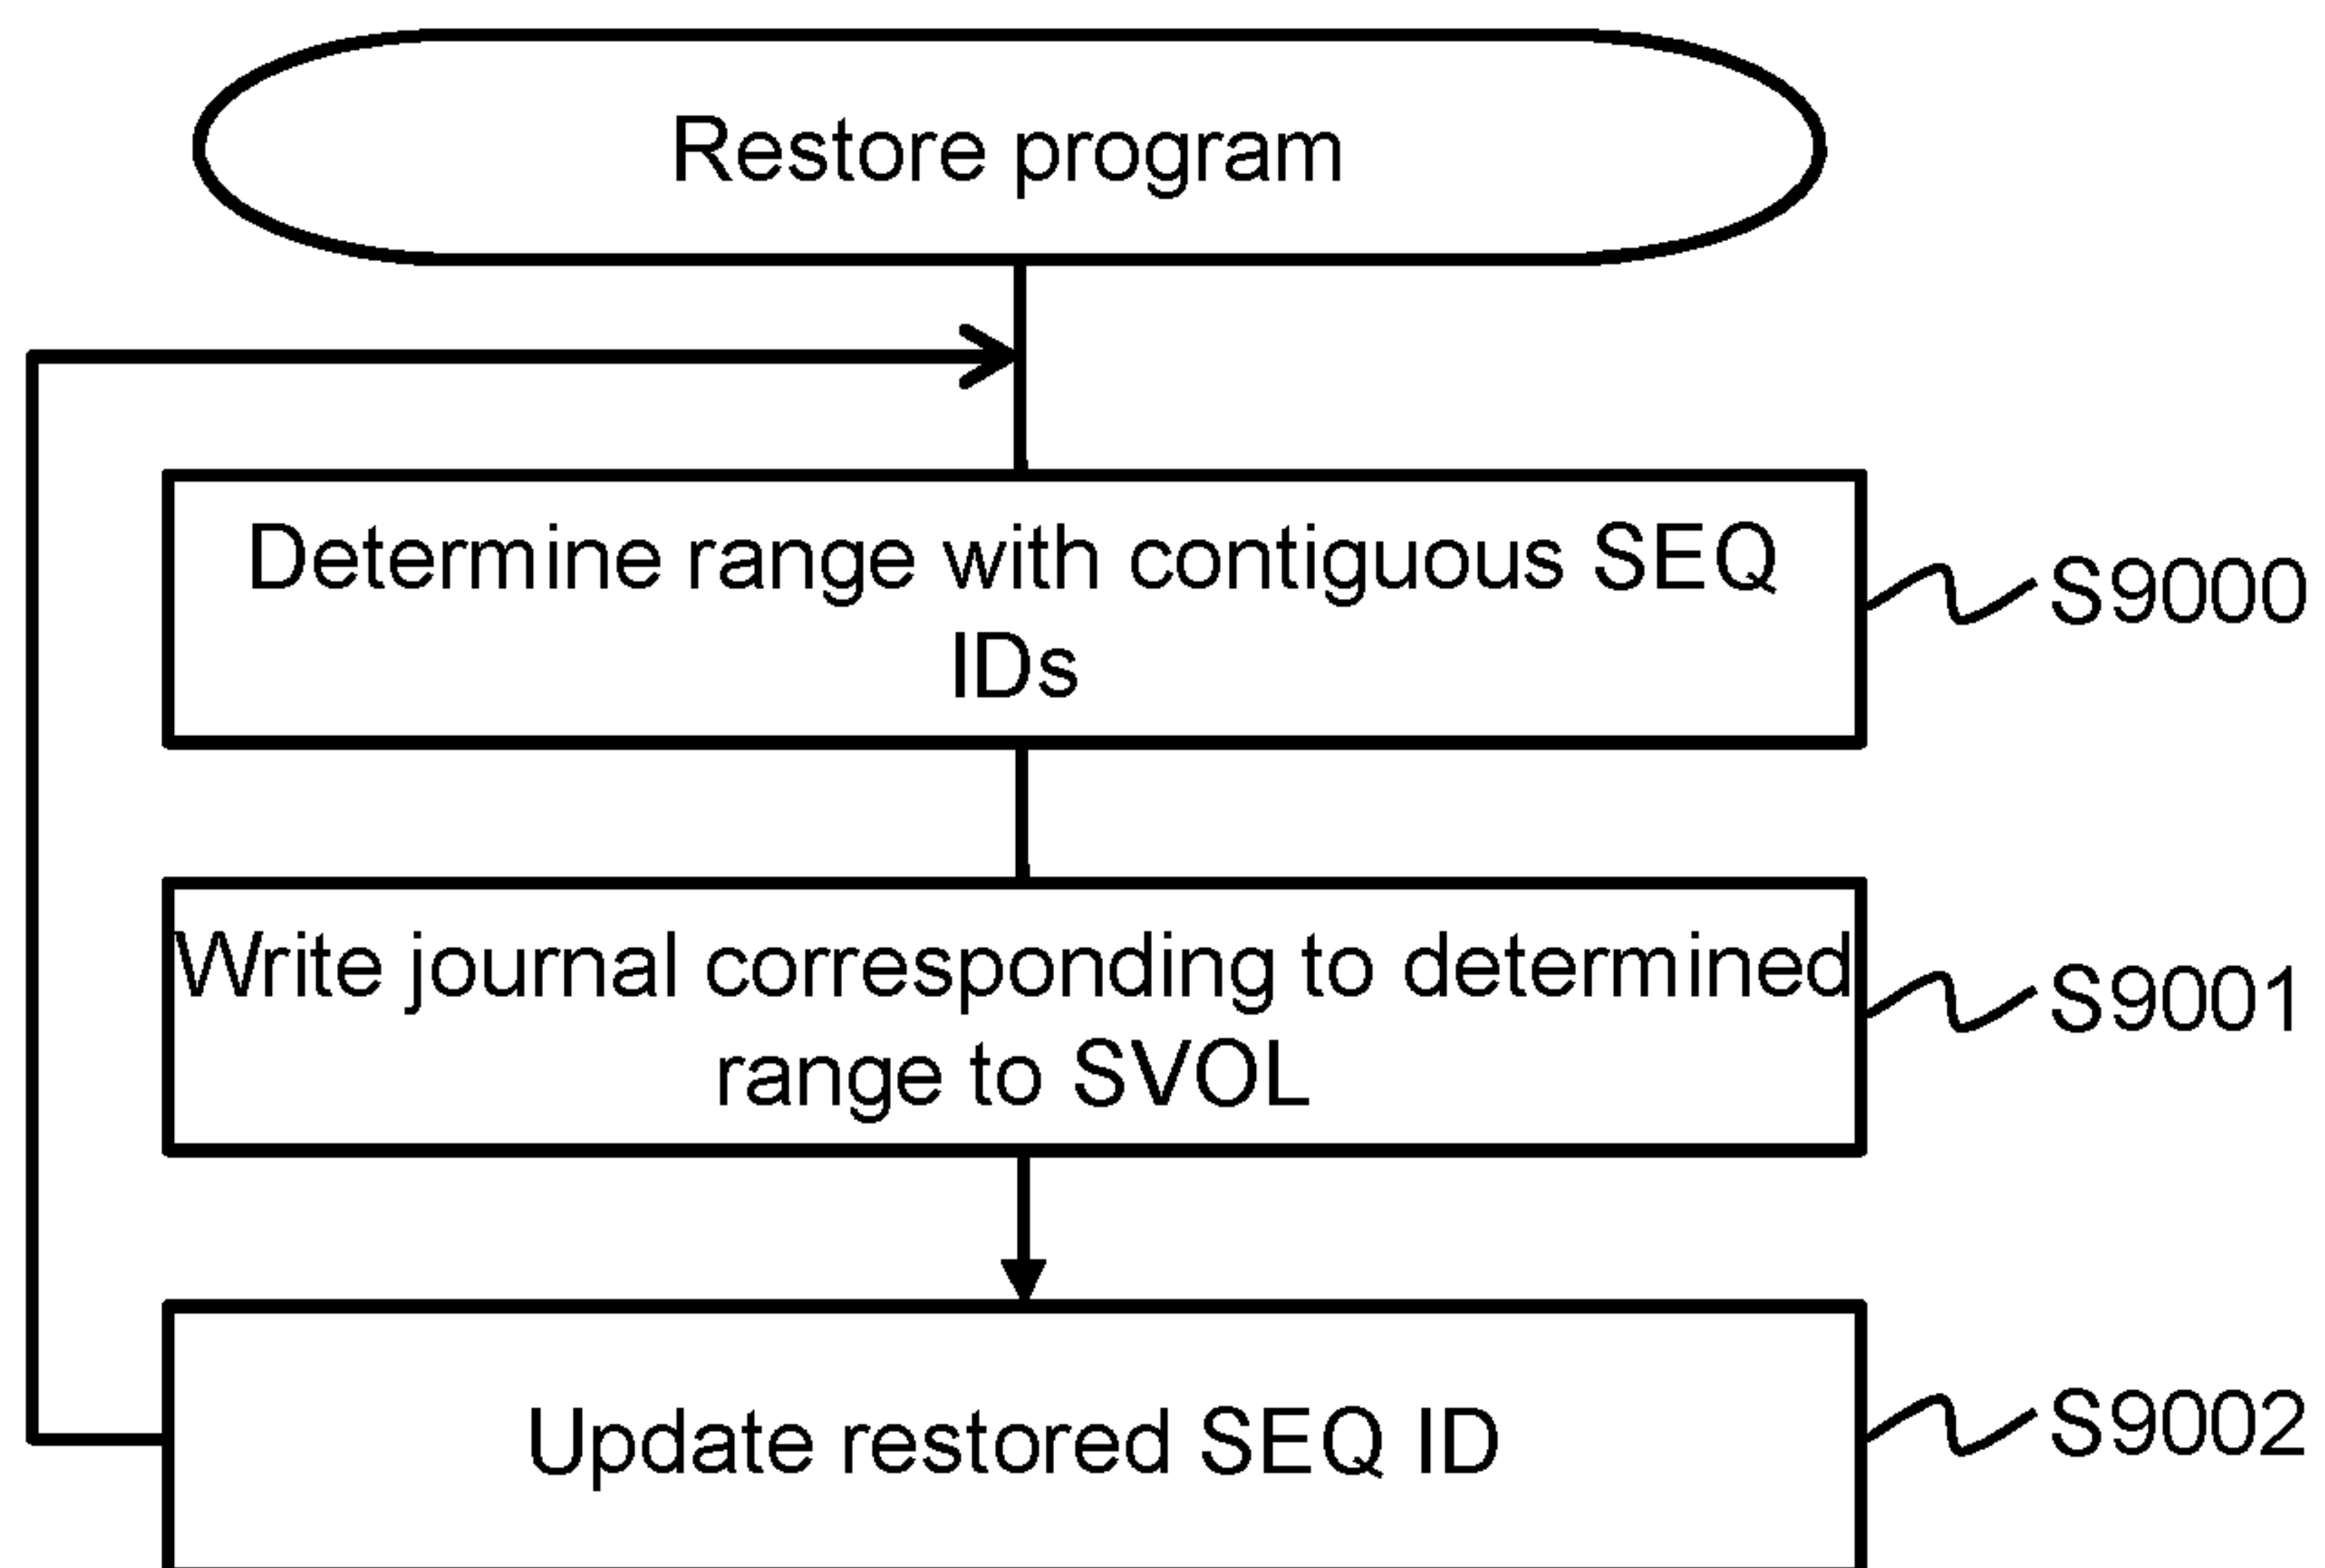 Restore program
Determine range with contiguous SEQ
IDs
S9000
Write journal corresponding to determined
range to SVOL
S9001
Update restored SEQ ID
S9002